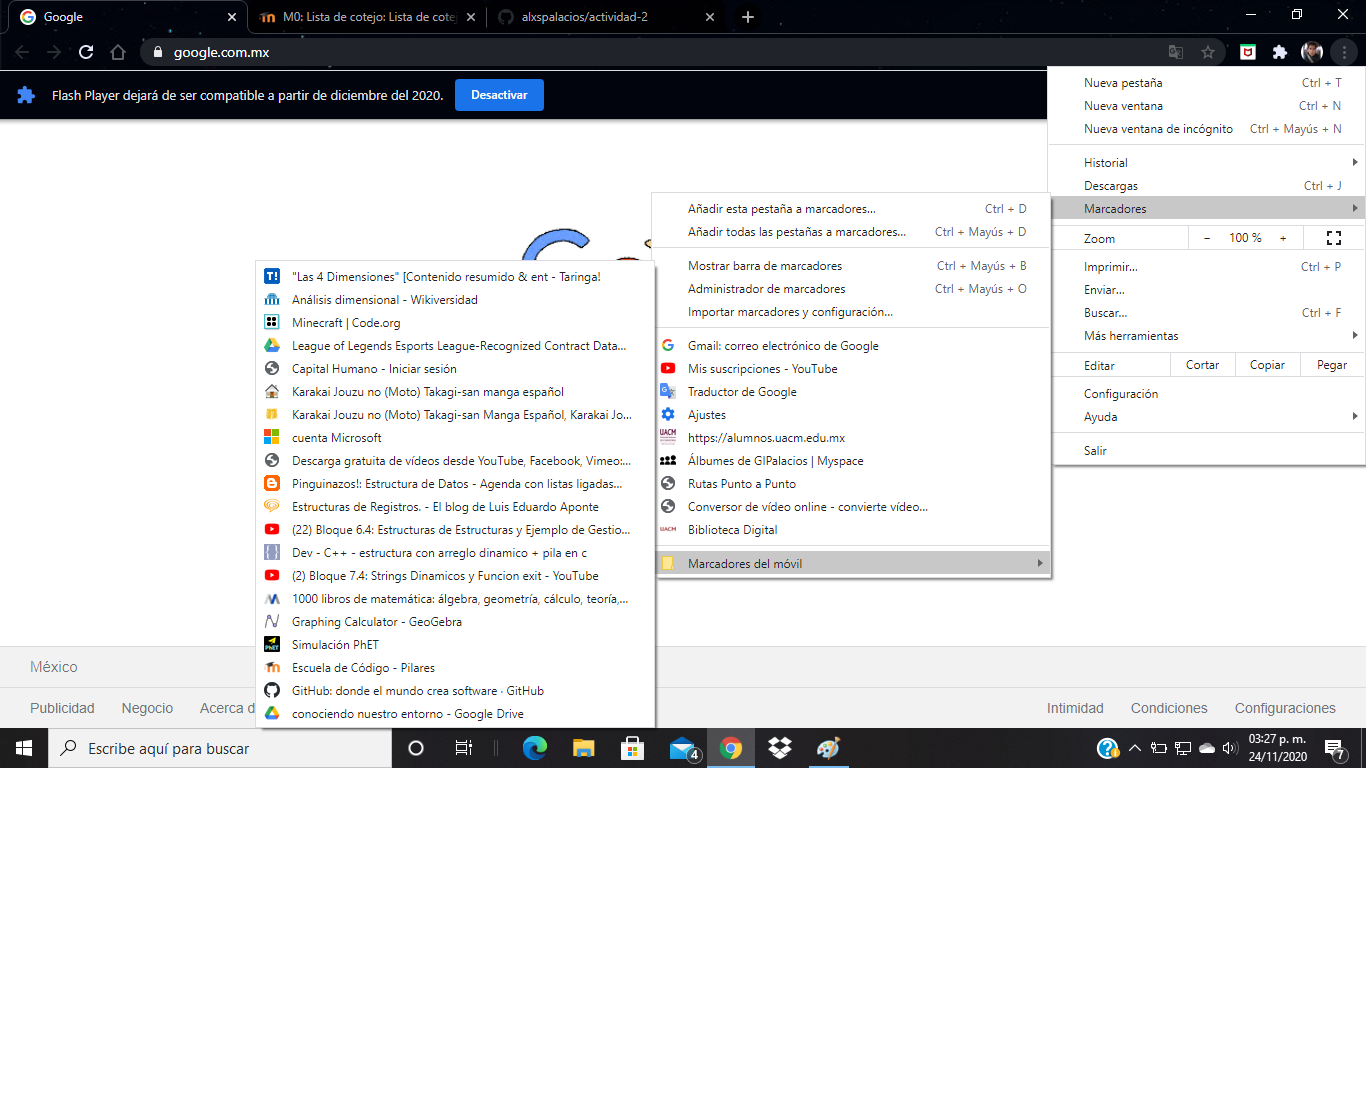 Google
M0: Lista de cotejo: Lista de cote
alxspalacios/actividad-2
google.com.mx
Flash Player dejará de ser compatible a partir de diciembre del 2020.
Desactivar
Nueva pestaña Ctrl + T
Nueva ventana Ctrl + N
Nueva ventana de incógnito Ctrl + Mayús + N
Historial
Descargas Ctrl + J
Marcadores
Zoom - 100 % +
Imprimir... Ctrl + P
Enviar...
Buscar... Ctrl + F
Más herramientas
Editar Cortar Copiar Pegar
Configuración
Ayuda
Salir
Añadir esta pestaña a marcadores... Ctrl + D
Añadir todas las pestañas a marcadores... Ctrl + Mayús + D
Mostrar barra de marcadores Ctrl + Mayús + B
Administrador de marcadores Ctrl + Mayús + O
Importar marcadores y configuración...
Gmail: correo electrónico de Google
Mis suscripciones - YouTube
Traductor de Google
Ajustes
UACM https://alumnos.uacm.edu.mx
Álbumes de GIPalacios | Myspace
Rutas Punto a Punto
Conversor de vídeo online - convierte vídeo...
UACM Biblioteca Digital
Marcadores del móvil
T! "Las 4 Dimensiones" [Contenido resumido & ent - Taringa!
Análisis dimensional - Wikiversidad
Minecraft | Code.org
League of Legends Esports League-Recognized Contract Data...
Capital Humano - Iniciar sesión
Karakai Jouzu no (Moto) Takagi-san manga español
Karakai Jouzu no (Moto) Takagi-san Manga Español, Karakai Jo...
cuenta Microsoft
Descarga gratuita de vídeos desde YouTube, Facebook, Vimeo:...
Pinguinazos!: Estructura de Datos - Agenda con listas ligadas...
Estructuras de Registros. - El blog de Luis Eduardo Aponte
(22) Bloque 6.4: Estructuras de Estructuras y Ejemplo de Gestio...
Dev - C++ - estructura con arreglo dinamico + pila en c
(2) Bloque 7.4: Strings Dinamicos y Funcion exit - YouTube
1000 libros de matemática: álgebra, geometría, cálculo, teoría,...
Graphing Calculator - GeoGebra
PhET Simulación PhET
Escuela de Código - Pilares
GitHub: donde el mundo crea software · GitHub
conociendo nuestro entorno - Google Drive
México
Publicidad Negocio Acerca d
Intimidad Condiciones Configuraciones
Escribe aquí para buscar
4
03:27 p. m.
24/11/2020
7